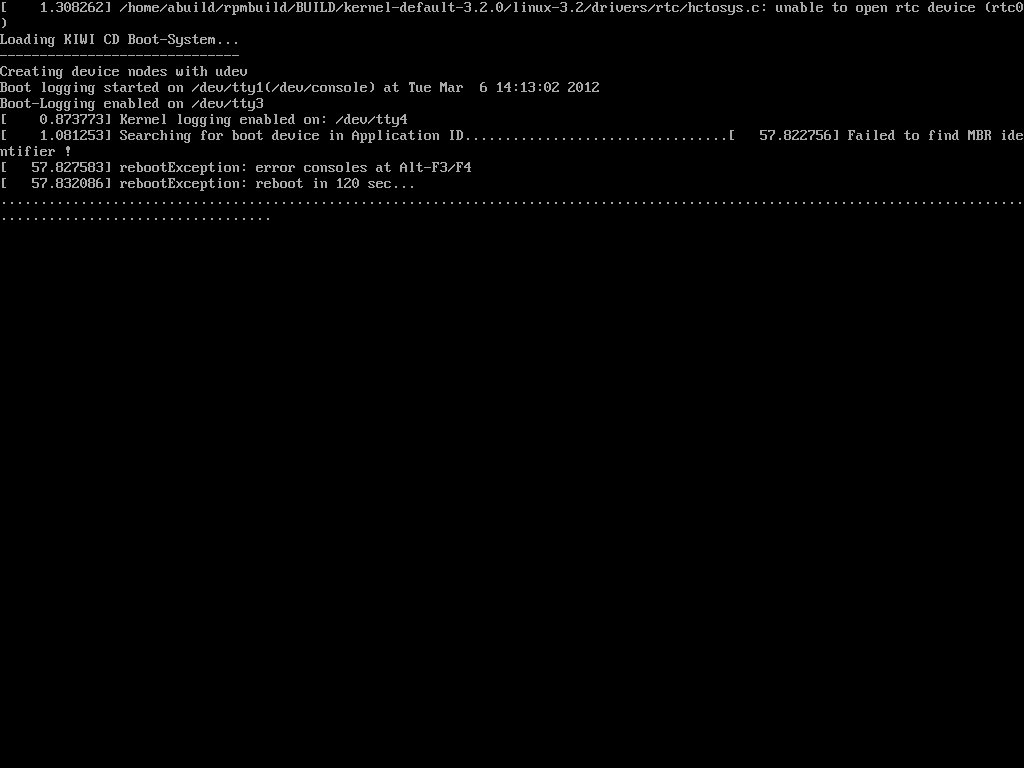 [    1.308262] /home/abuild/rpmbuild/BUILD/kernel-default-3.2.0/linux-3.2/drivers/rtc/hctosys.c: unable to open rtc device (rtc0
)
Loading KIWI CD Boot-System...
------------------------------
Creating device nodes with udev
Boot logging started on /dev/tty1(/dev/console) at Tue Mar  6 14:13:02 2012
Boot-Logging enabled on /dev/tty3
[    0.873773] Kernel logging enabled on: /dev/tty4
[    1.081253] Searching for boot device in Application ID.................................[   57.822756] Failed to find MBR ide
ntifier !
[   57.827583] rebootException: error consoles at Alt-F3/F4
[   57.832086] rebootException: reboot in 120 sec...
................................................................................................................................
..................................